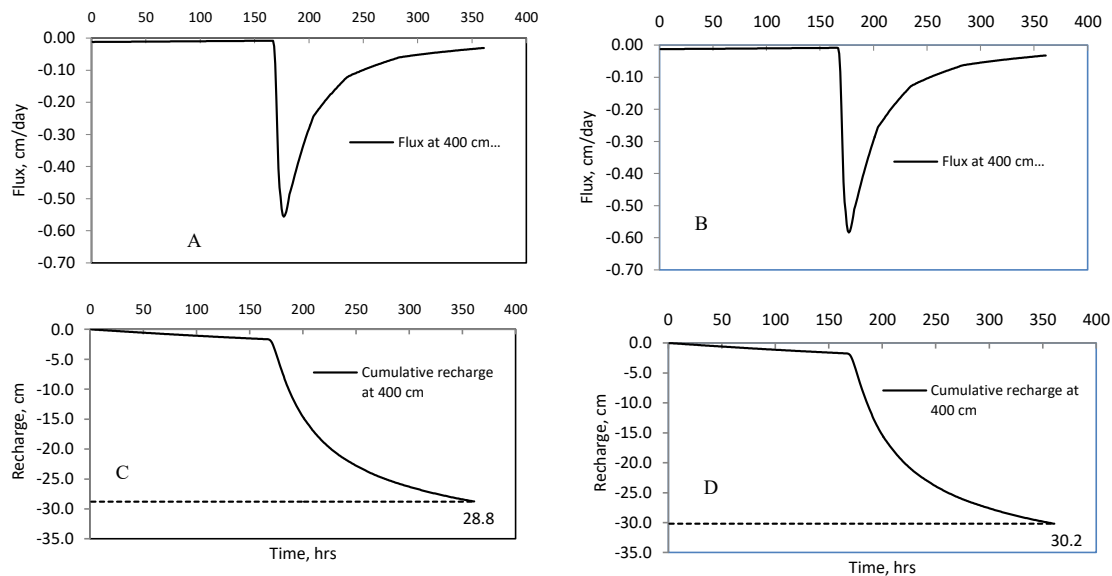 0 50 100 150 200 250 300 350 400
0.00
-0.10
-0.20
-0.30
-0.40
-0.50
-0.60
-0.70
Flux, cm/day
Flux at 400 cm…
A
0 50 100 150 200 250 300 350 400
0.00
-0.10
-0.20
-0.30
-0.40
-0.50
-0.60
-0.70
Flux, cm/day
Flux at 400 cm…
B
0 50 100 150 200 250 300 350 400
0.0
-5.0
-10.0
-15.0
-20.0
-25.0
-30.0
-35.0
Recharge, cm
Cumulative recharge
at 400 cm
C
28.8
Time, hrs
0 50 100 150 200 250 300 350 400
0.0
-5.0
-10.0
-15.0
-20.0
-25.0
-30.0
-35.0
Recharge, cm
Cumulative recharge at
400 cm
D
30.2
Time, hrs